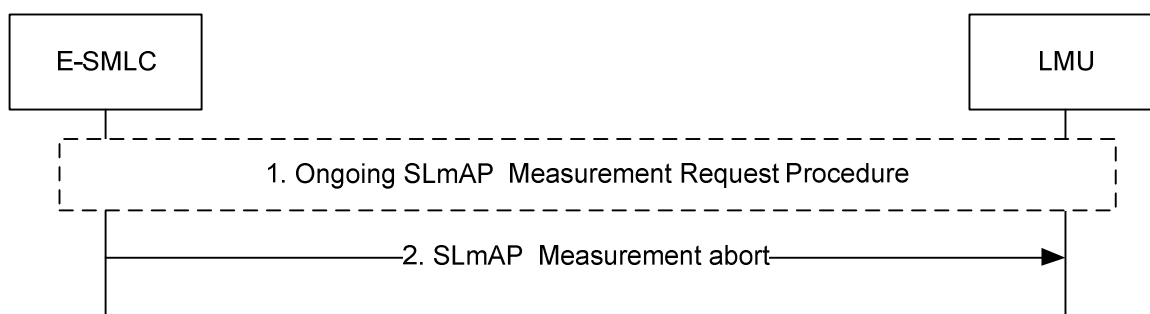 E-SMLC
LMU
1. Ongoing SLmAP Measurement Request Procedure
2. SLmAP Measurement abort